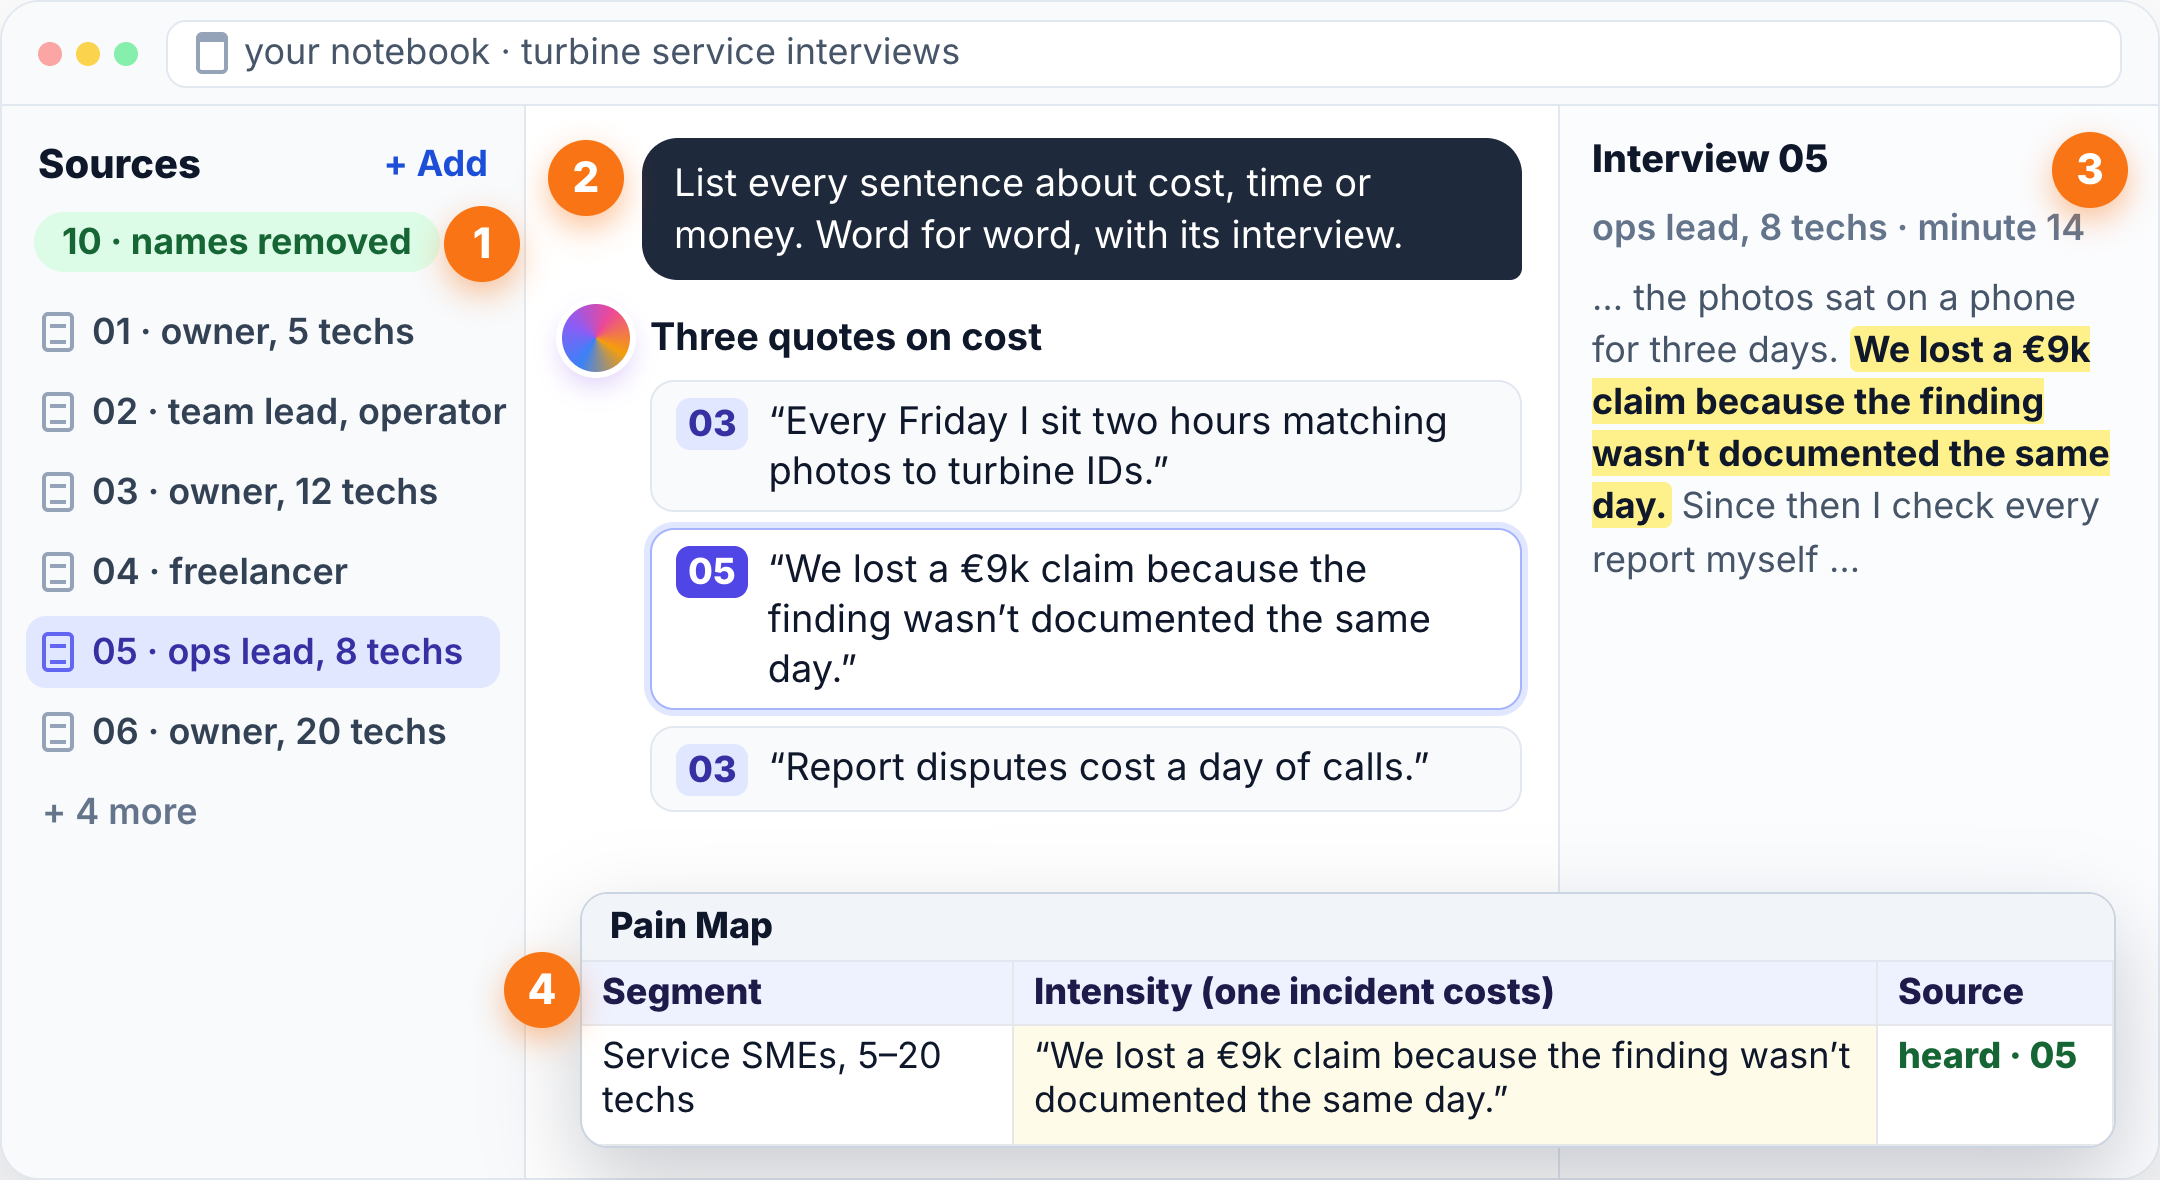 your notebook · turbine service interviews
Sources
+ Add
10 · names removed
1
01 · owner, 5 techs
02 · team lead, operator
03 · owner, 12 techs
04 · freelancer
05 · ops lead, 8 techs
06 · owner, 20 techs
+ 4 more
2
List every sentence about cost, time or
money. Word for word, with its interview.
Three quotes on cost
03
“Every Friday I sit two hours matching
photos to turbine IDs.”
05
“We lost a €9k claim because the
finding wasn’t documented the same
day.”
03
“Report disputes cost a day of calls.”
Interview 05
3
ops lead, 8 techs · minute 14
... the photos sat on a phone
for three days. We lost a €9k
claim because the finding
wasn’t documented the same
day. Since then I check every
report myself ...
4
Pain Map
Segment
Intensity (one incident costs)
Source
Service SMEs, 5–20
techs
“We lost a €9k claim because the finding wasn’t
documented the same day.”
heard · 05